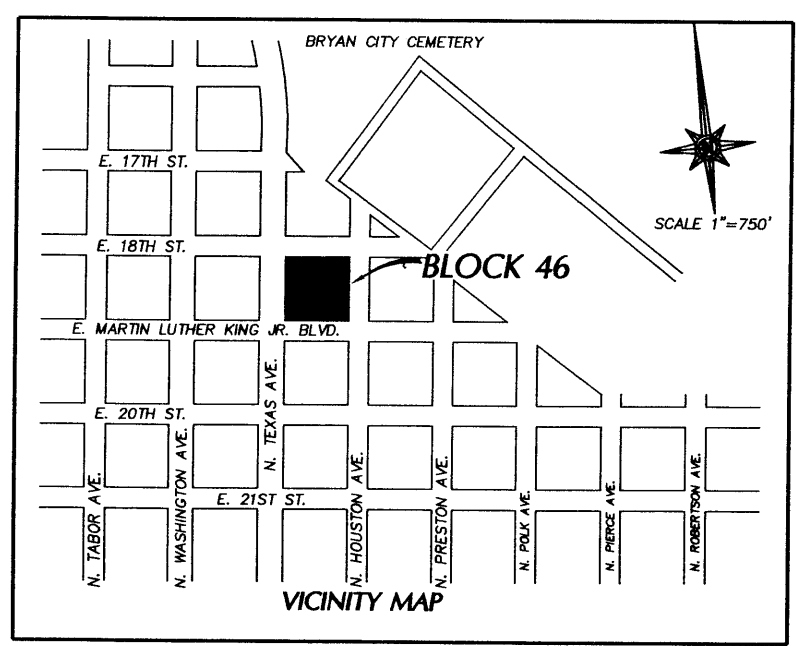 BRYAN CITY CEMETERY
E. 17TH ST.
SCALE 1"=750'
E. 18TH ST.
BLOCK 46
E. MARTIN LUTHER KING JR. BLVD.
E. 20TH ST.
E. 21ST ST.
N. TABOR AVE.
N. WASHINGTON AVE.
N. TEXAS AVE.
N. HOUSTON AVE.
N. PRESTON AVE.
N. POLK AVE.
N. PIERCE AVE.
N. ROBERTSON AVE.
VICINITY MAP